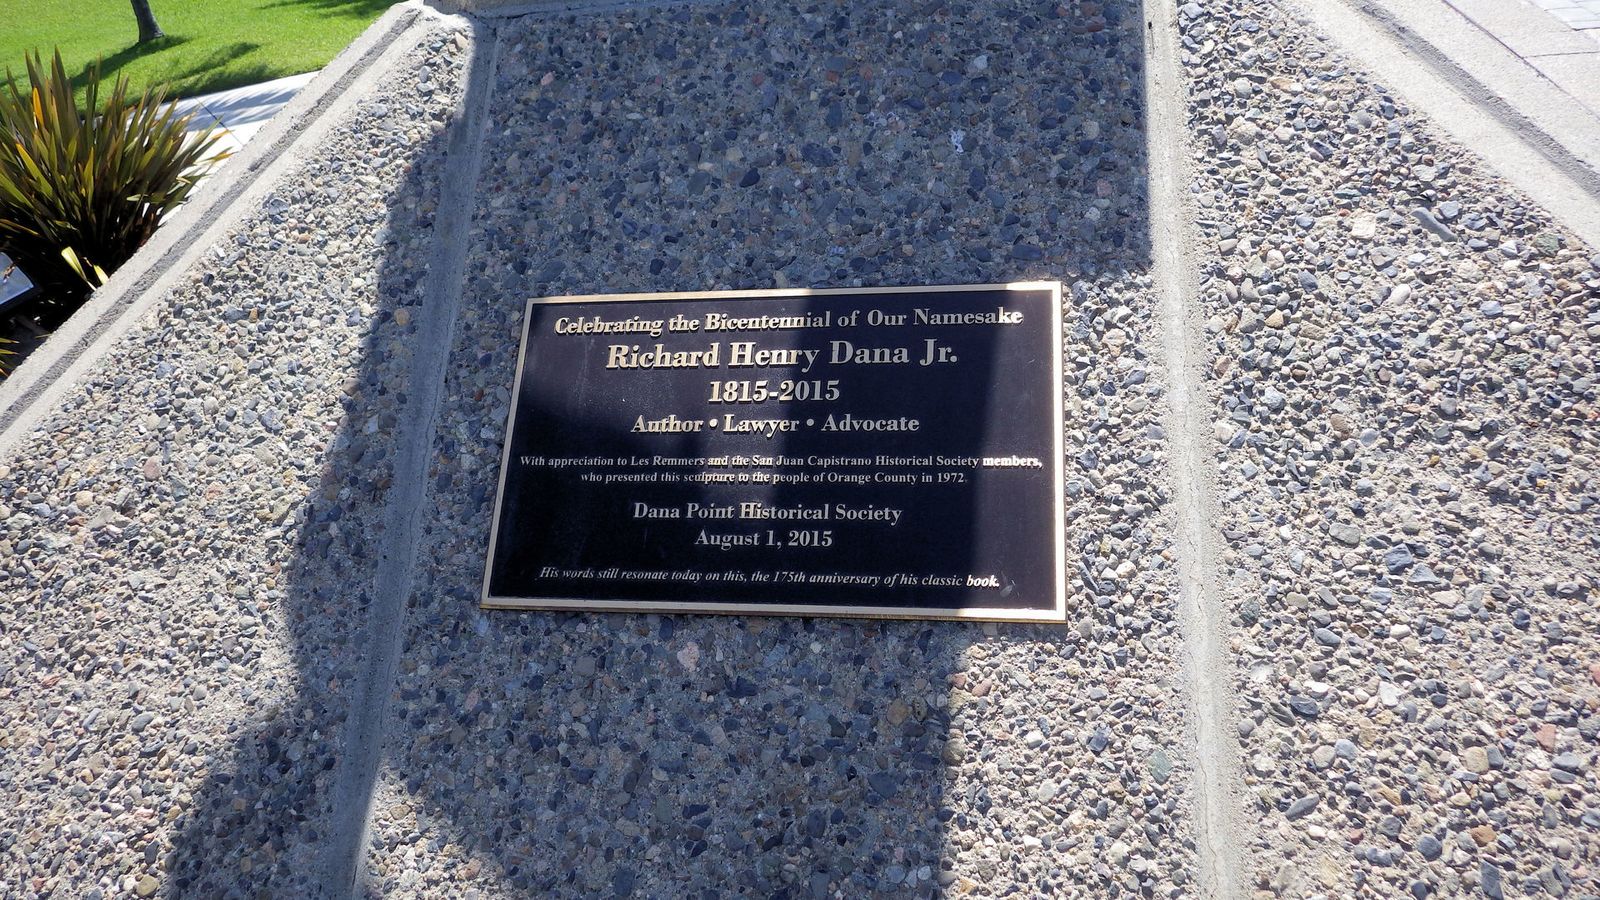 Celebrating the Bicentennial of Our Namesake
Richard Henry Dana Jr.
1815-2015
Author • Lawyer • Advocate
With appreciation to Les Remmers and the San Juan Capistrano Historical Society members,
who presented this sculpture to the people of Orange County in 1972.
Dana Point Historical Society
August 1, 2015
His words still resonate today on this, the 175th anniversary of his classic book.